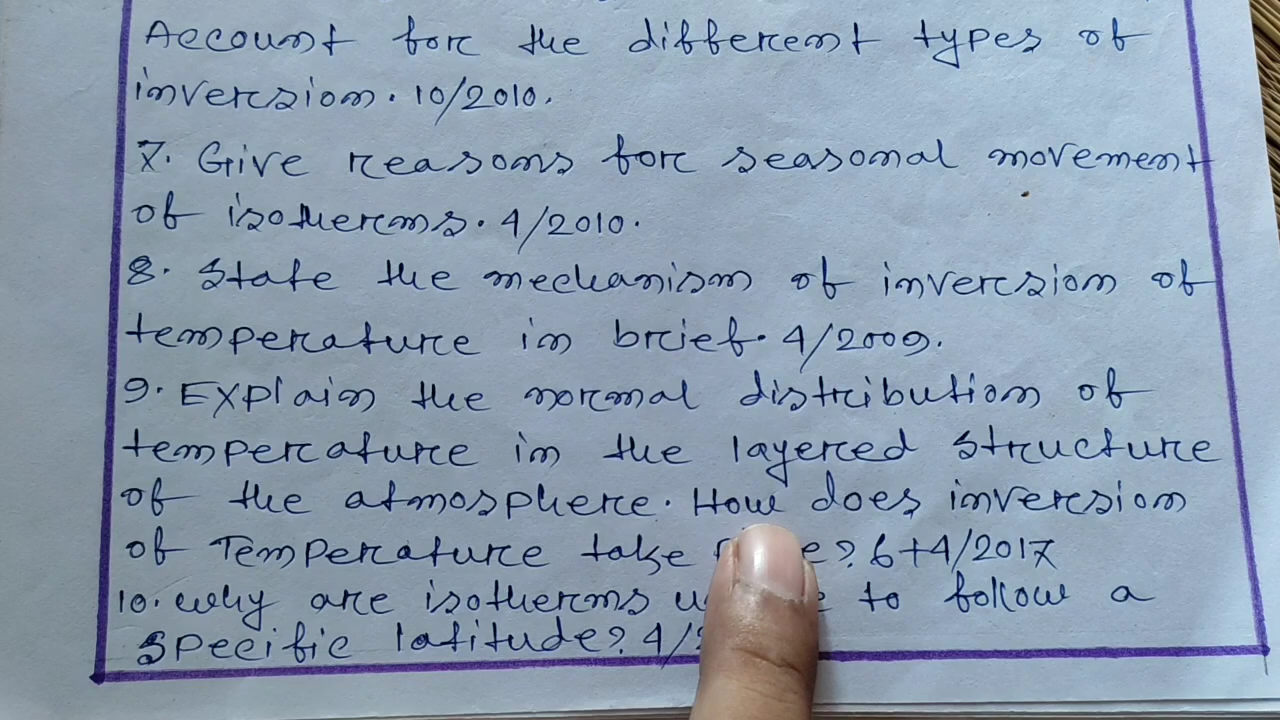 Account for the different types of
inversion. 10/2010.
7. Give reasons for seasonal movement
of isotherms. 4/2010.
8. State the mechanism of inversion of
temperature in brief. 4/2009.
9. Explain the normal distribution of
temperature in the layered structure
of the atmosphere. How does inversion
of Temperature take ? 6+4/2017
10. why are isotherms to follow a
specific latitude? 4/